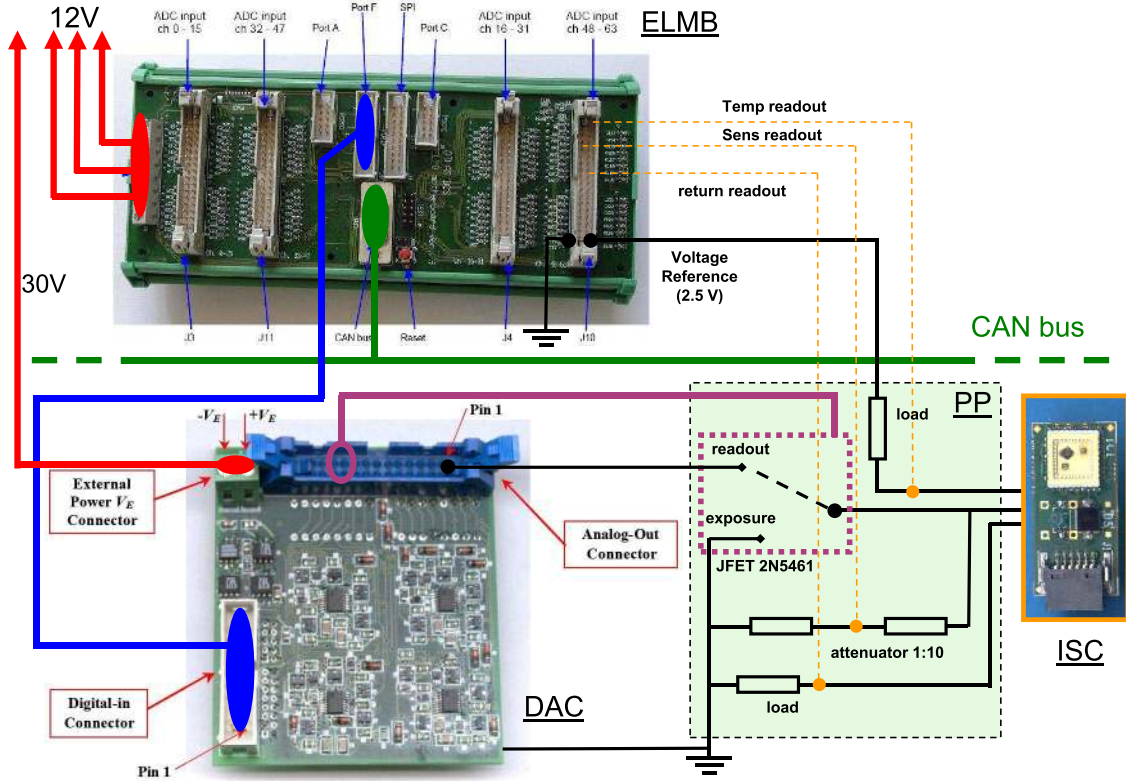 12V
ADC input
ch 0 - 15
ADC input
ch 32 - 47
Port A
Port F
SPI
Port C
ADC input
ch 16 - 31
ADC input
ch 48 - 63
ELMB
Temp readout
Sens readout
return readout
Voltage
Reference
(2.5 V)
30V
J3
J11
CAN bus
Reset
J4
J10
CAN bus
-VE
+VE
Pin 1
PP
load
readout
exposure
JFET 2N5461
External
Power VE
Connector
Analog-Out
Connector
attenuator 1:10
ISC
Digital-in
Connector
DAC
load
Pin 1